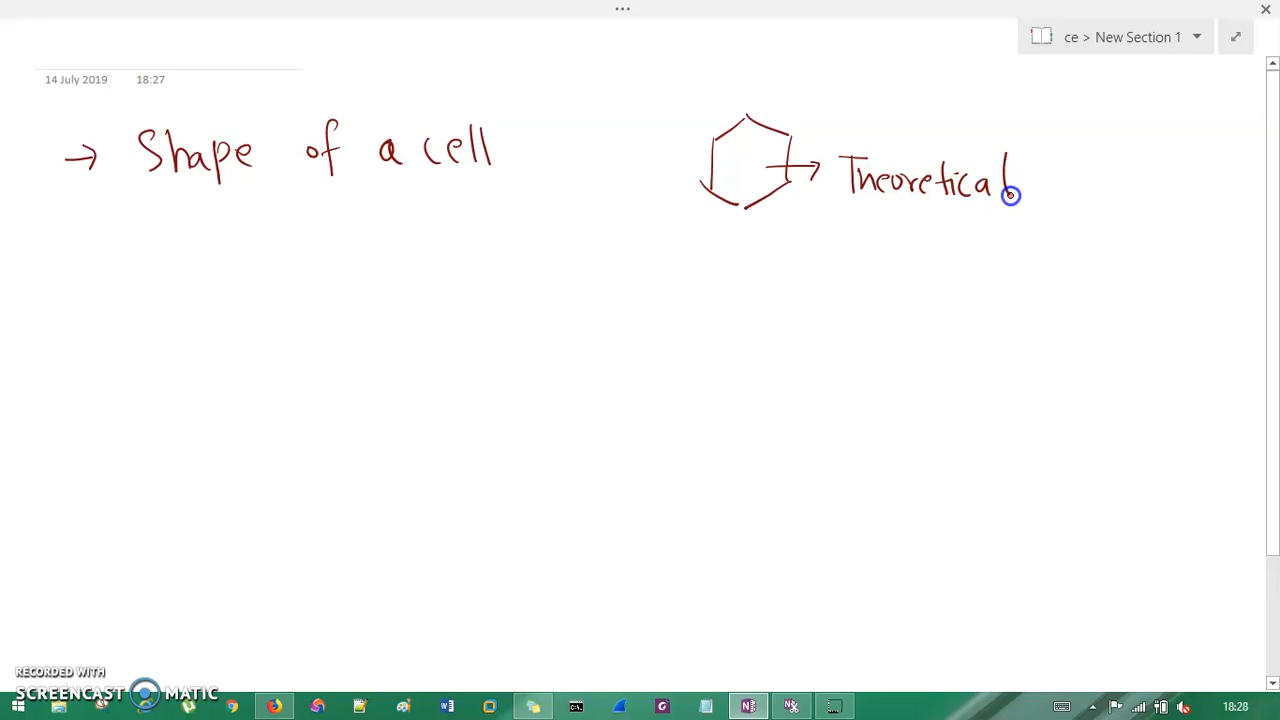 ce > New Section 1
14 July 2019 18:27
→ Shape of a cell
→ Theoretical
RECORDED WITH
SCREENCAST MATIC
18:28